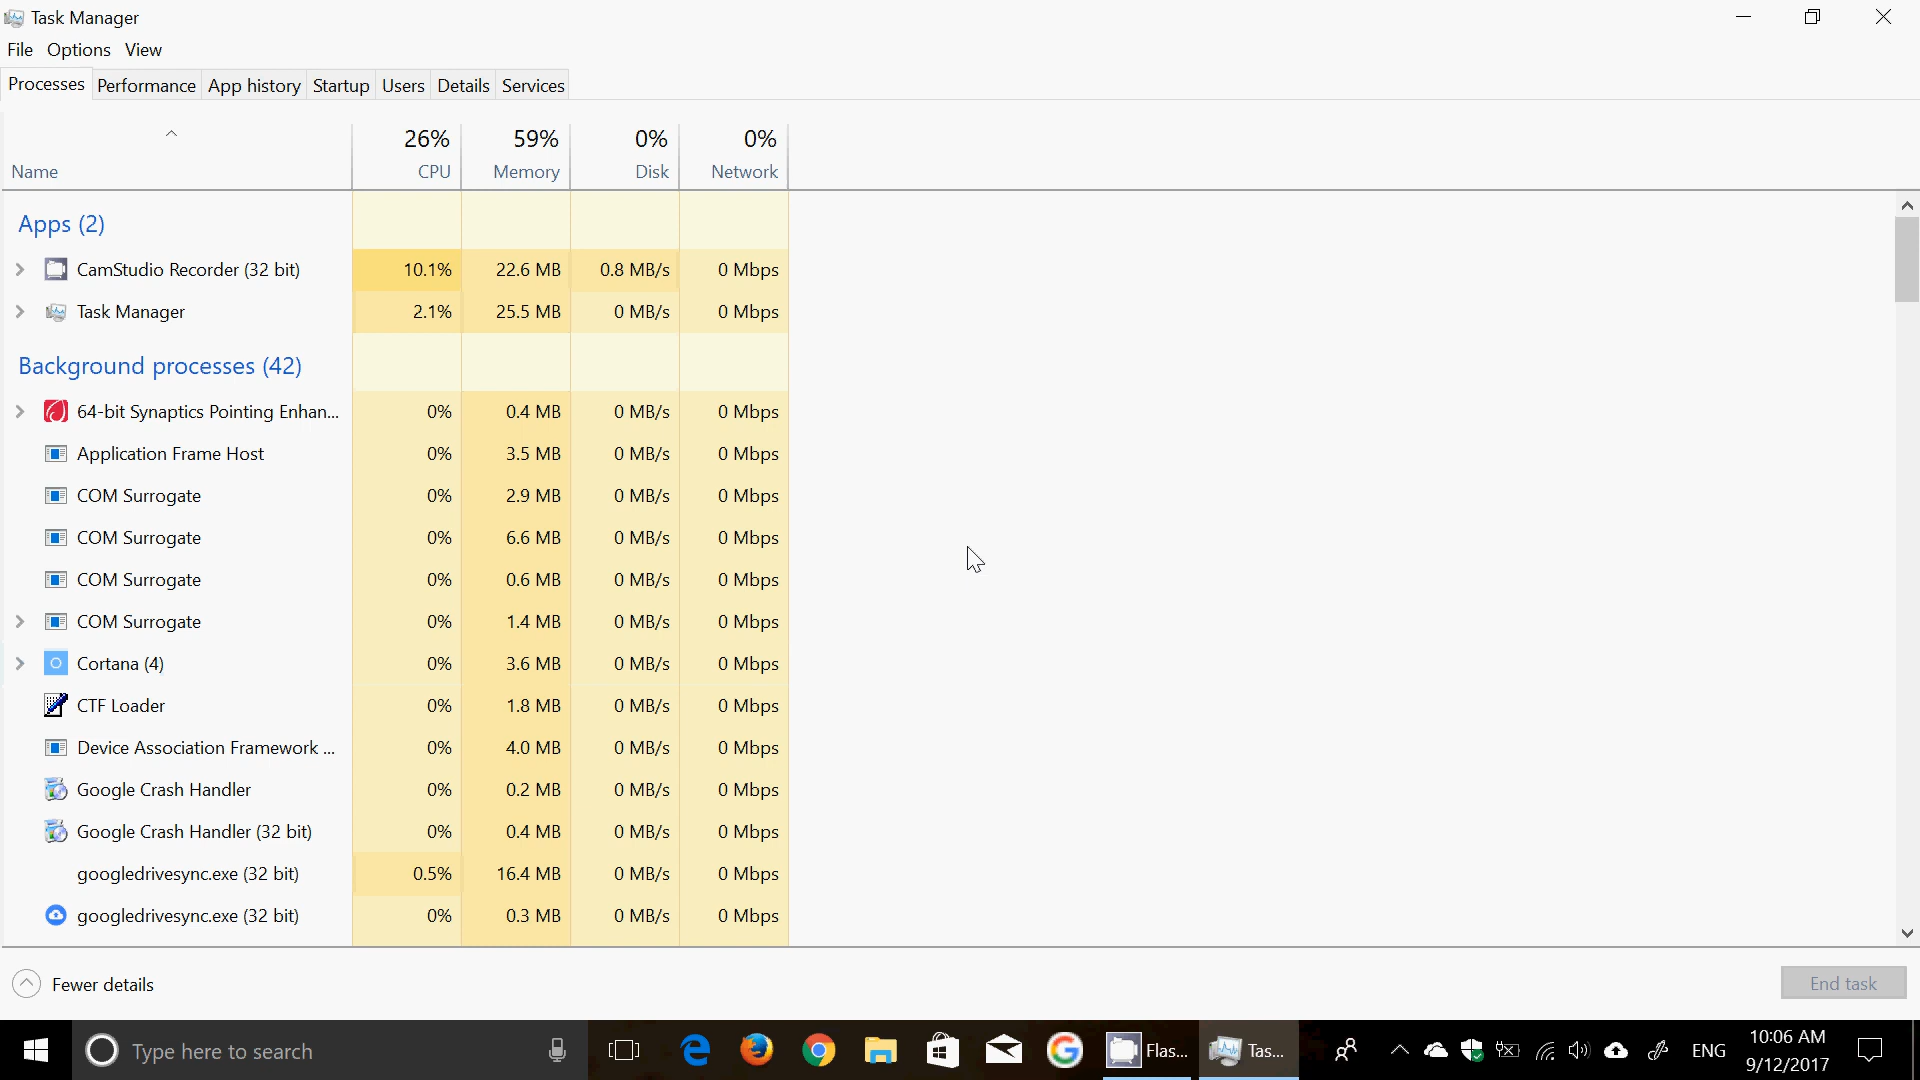 Task Manager
File Options View
Processes Performance App history Startup Users Details Services
26% 59% 0% 0%
Name CPU Memory Disk Network
Apps (2)
CamStudio Recorder (32 bit) 10.1% 22.6 MB 0.8 MB/s 0 Mbps
Task Manager 2.1% 25.5 MB 0 MB/s 0 Mbps
Background processes (42)
64-bit Synaptics Pointing Enhan... 0% 0.4 MB 0 MB/s 0 Mbps
Application Frame Host 0% 3.5 MB 0 MB/s 0 Mbps
COM Surrogate 0% 2.9 MB 0 MB/s 0 Mbps
COM Surrogate 0% 6.6 MB 0 MB/s 0 Mbps
COM Surrogate 0% 0.6 MB 0 MB/s 0 Mbps
COM Surrogate 0% 1.4 MB 0 MB/s 0 Mbps
Cortana (4) 0% 3.6 MB 0 MB/s 0 Mbps
CTF Loader 0% 1.8 MB 0 MB/s 0 Mbps
Device Association Framework ... 0% 4.0 MB 0 MB/s 0 Mbps
Google Crash Handler 0% 0.2 MB 0 MB/s 0 Mbps
Google Crash Handler (32 bit) 0% 0.4 MB 0 MB/s 0 Mbps
googledrivesync.exe (32 bit) 0.5% 16.4 MB 0 MB/s 0 Mbps
googledrivesync.exe (32 bit) 0% 0.3 MB 0 MB/s 0 Mbps
Fewer details End task
Type here to search Flas... Tas... ENG 10:06 AM
9/12/2017